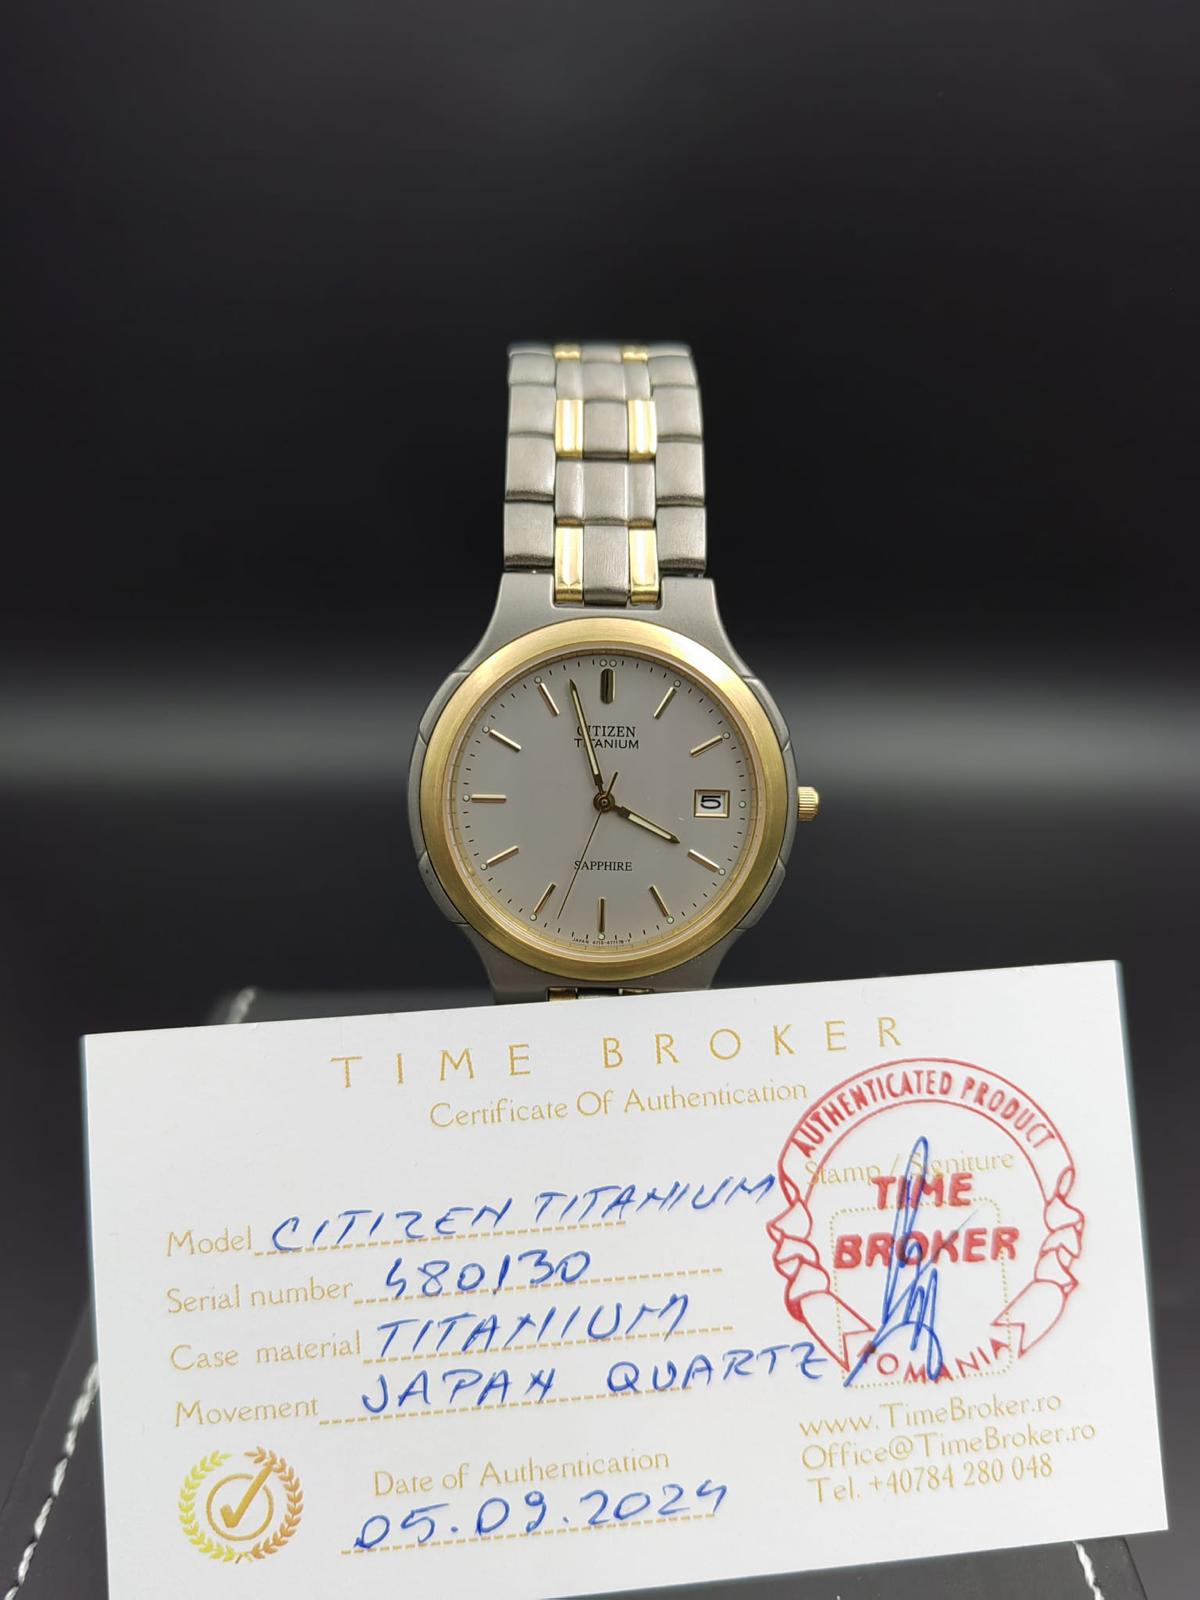 CITIZEN
TITANIUM
5
SAPPHIRE
TIME BROKER
Certificate Of Authentication
AUTHENTICATED PRODUCT
Stamp / Signiture
TIME
BROKER
ROMANIA
Model CITIZEN TITANIUM
Serial number 480130
Case material TITANIUM
Movement JAPAN QUARTZ
www.TimeBroker.ro
Office@TimeBroker.ro
Tel. +40784 280 048
Date of Authentication
05.09.2024